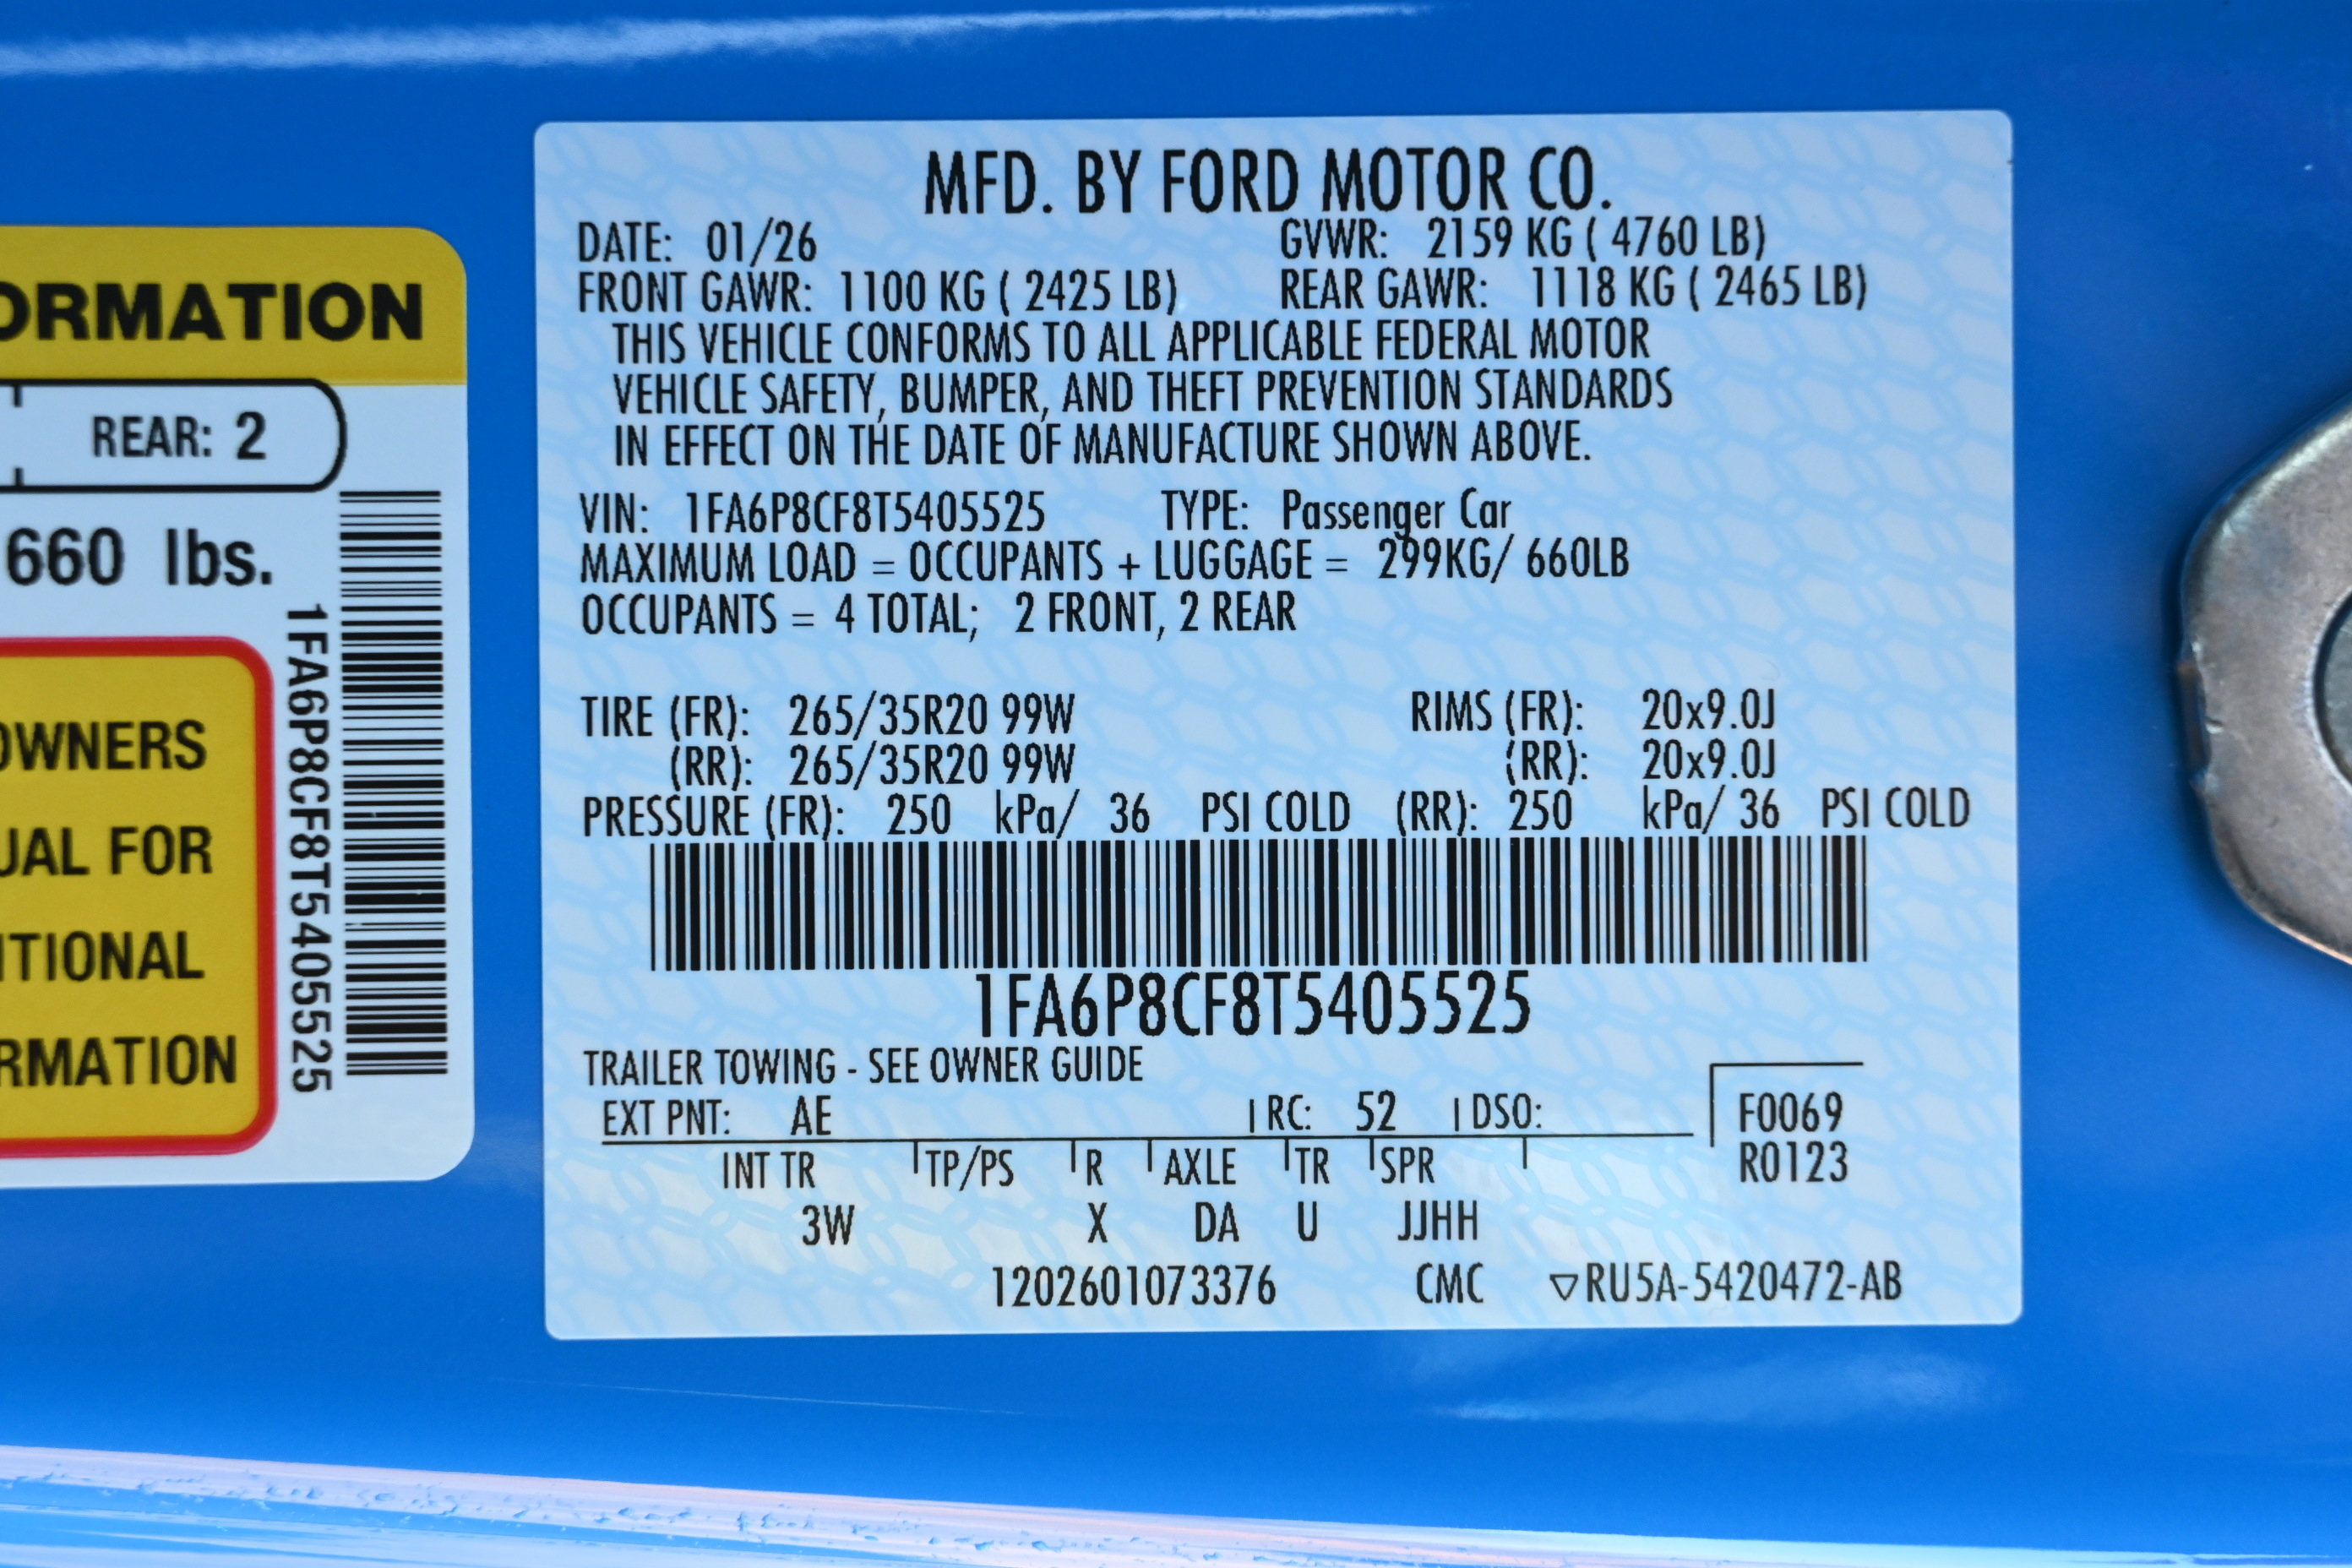 ORMATION
REAR: 2
660 lbs.
OWNERS
UAL FOR
ITIONAL
RMATION
1FA6P8CF8T5405525
MFD. BY FORD MOTOR CO.
DATE: 01/26 GVWR: 2159 KG ( 4760 LB)
FRONT GAWR: 1100 KG ( 2425 LB) REAR GAWR: 1118 KG ( 2465 LB)
THIS VEHICLE CONFORMS TO ALL APPLICABLE FEDERAL MOTOR
VEHICLE SAFETY, BUMPER, AND THEFT PREVENTION STANDARDS
IN EFFECT ON THE DATE OF MANUFACTURE SHOWN ABOVE.
VIN: 1FA6P8CF8T5405525 TYPE: Passenger Car
MAXIMUM LOAD = OCCUPANTS + LUGGAGE = 299KG/ 660LB
OCCUPANTS = 4 TOTAL; 2 FRONT, 2 REAR
TIRE (FR): 265/35R20 99W RIMS (FR): 20x9.0J
(RR): 265/35R20 99W (RR): 20x9.0J
PRESSURE (FR): 250 kPa/ 36 PSI COLD (RR): 250 kPa/ 36 PSI COLD
1FA6P8CF8T5405525
TRAILER TOWING - SEE OWNER GUIDE
EXT PNT: AE RC: 52 DSO: F0069
R0123
INT TR TP/PS R AXLE TR SPR
3W X DA U JJHH
1202601073376 CMC ▽RU5A-5420472-AB